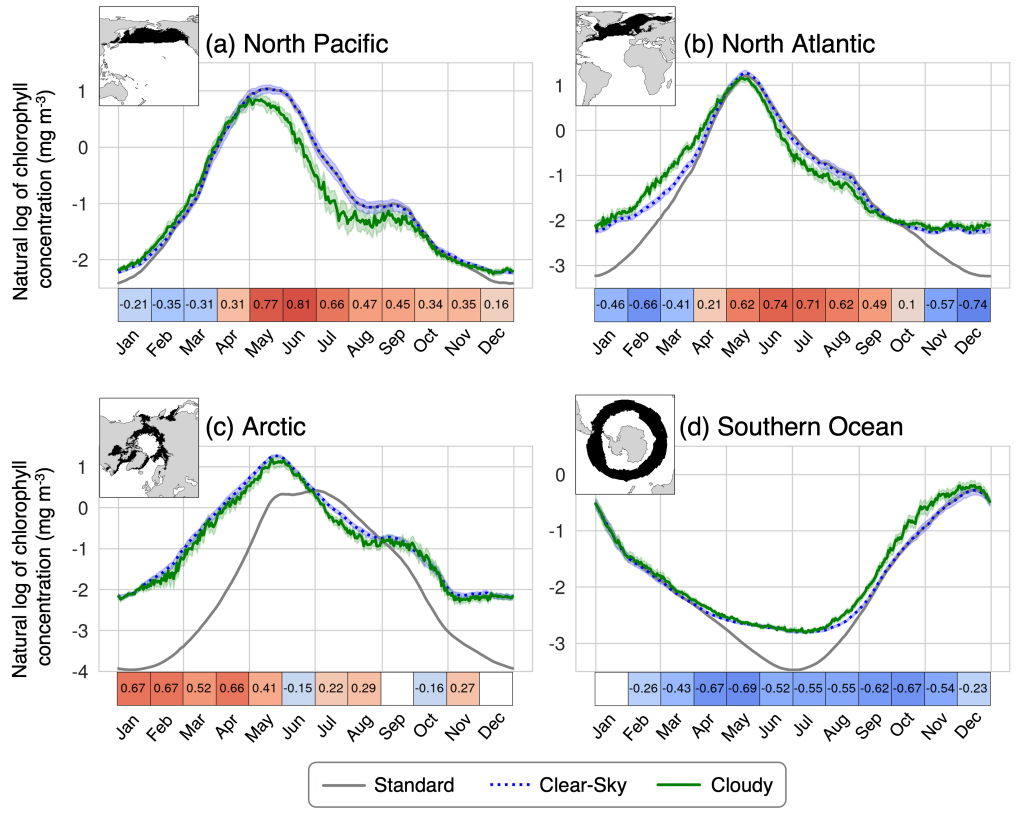 (a) North Pacific
(b) North Atlantic
Natural log of chlorophyll
concentration (mg m-3)
1
0
-1
-2
1
0
-1
-2
-3
-0.21 -0.35 -0.31 0.31 0.77 0.81 0.66 0.47 0.45 0.34 0.35 0.16
-0.46 -0.66 -0.41 0.21 0.62 0.74 0.71 0.62 0.49 0.1 -0.57 -0.74
Jan Feb Mar Apr May Jun Jul Aug Sep Oct Nov Dec
Jan Feb Mar Apr May Jun Jul Aug Sep Oct Nov Dec
(c) Arctic
(d) Southern Ocean
Natural log of chlorophyll
concentration (mg m-3)
1
0
-1
-2
-3
-4
0
-1
-2
-3
0.67 0.67 0.52 0.66 0.41 -0.15 0.22 0.29 -0.16 0.27
-0.26 -0.43 -0.67 -0.69 -0.52 -0.55 -0.55 -0.62 -0.67 -0.54 -0.23
Jan Feb Mar Apr May Jun Jul Aug Sep Oct Nov Dec
Jan Feb Mar Apr May Jun Jul Aug Sep Oct Nov Dec
Standard Clear-Sky Cloudy